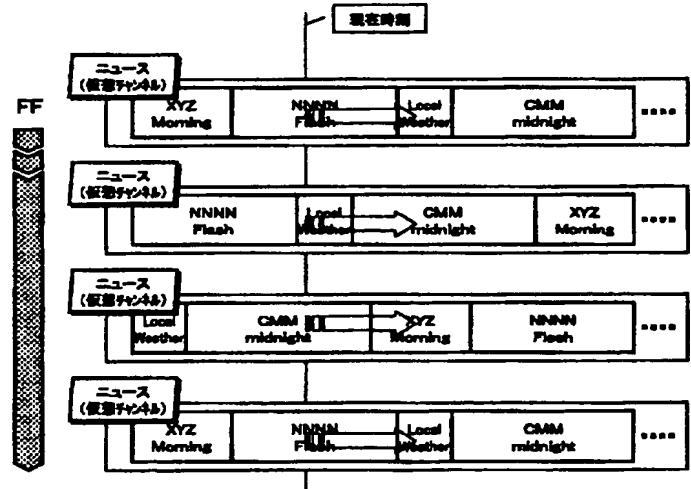 現在時刻
FF
ニュース
(仮想チャンネル)
XYZ
Morning
NNNN
Flash
Local
Weather
CMM
midnight
ニュース
(仮想チャンネル)
NNNN
Flash
Local
Weather
CMM
midnight
XYZ
Morning
ニュース
(仮想チャンネル)
Local
Weather
CMM
midnight
XYZ
Morning
NNNN
Flash
ニュース
(仮想チャンネル)
XYZ
Morning
NNNN
Flash
Local
Weather
CMM
midnight